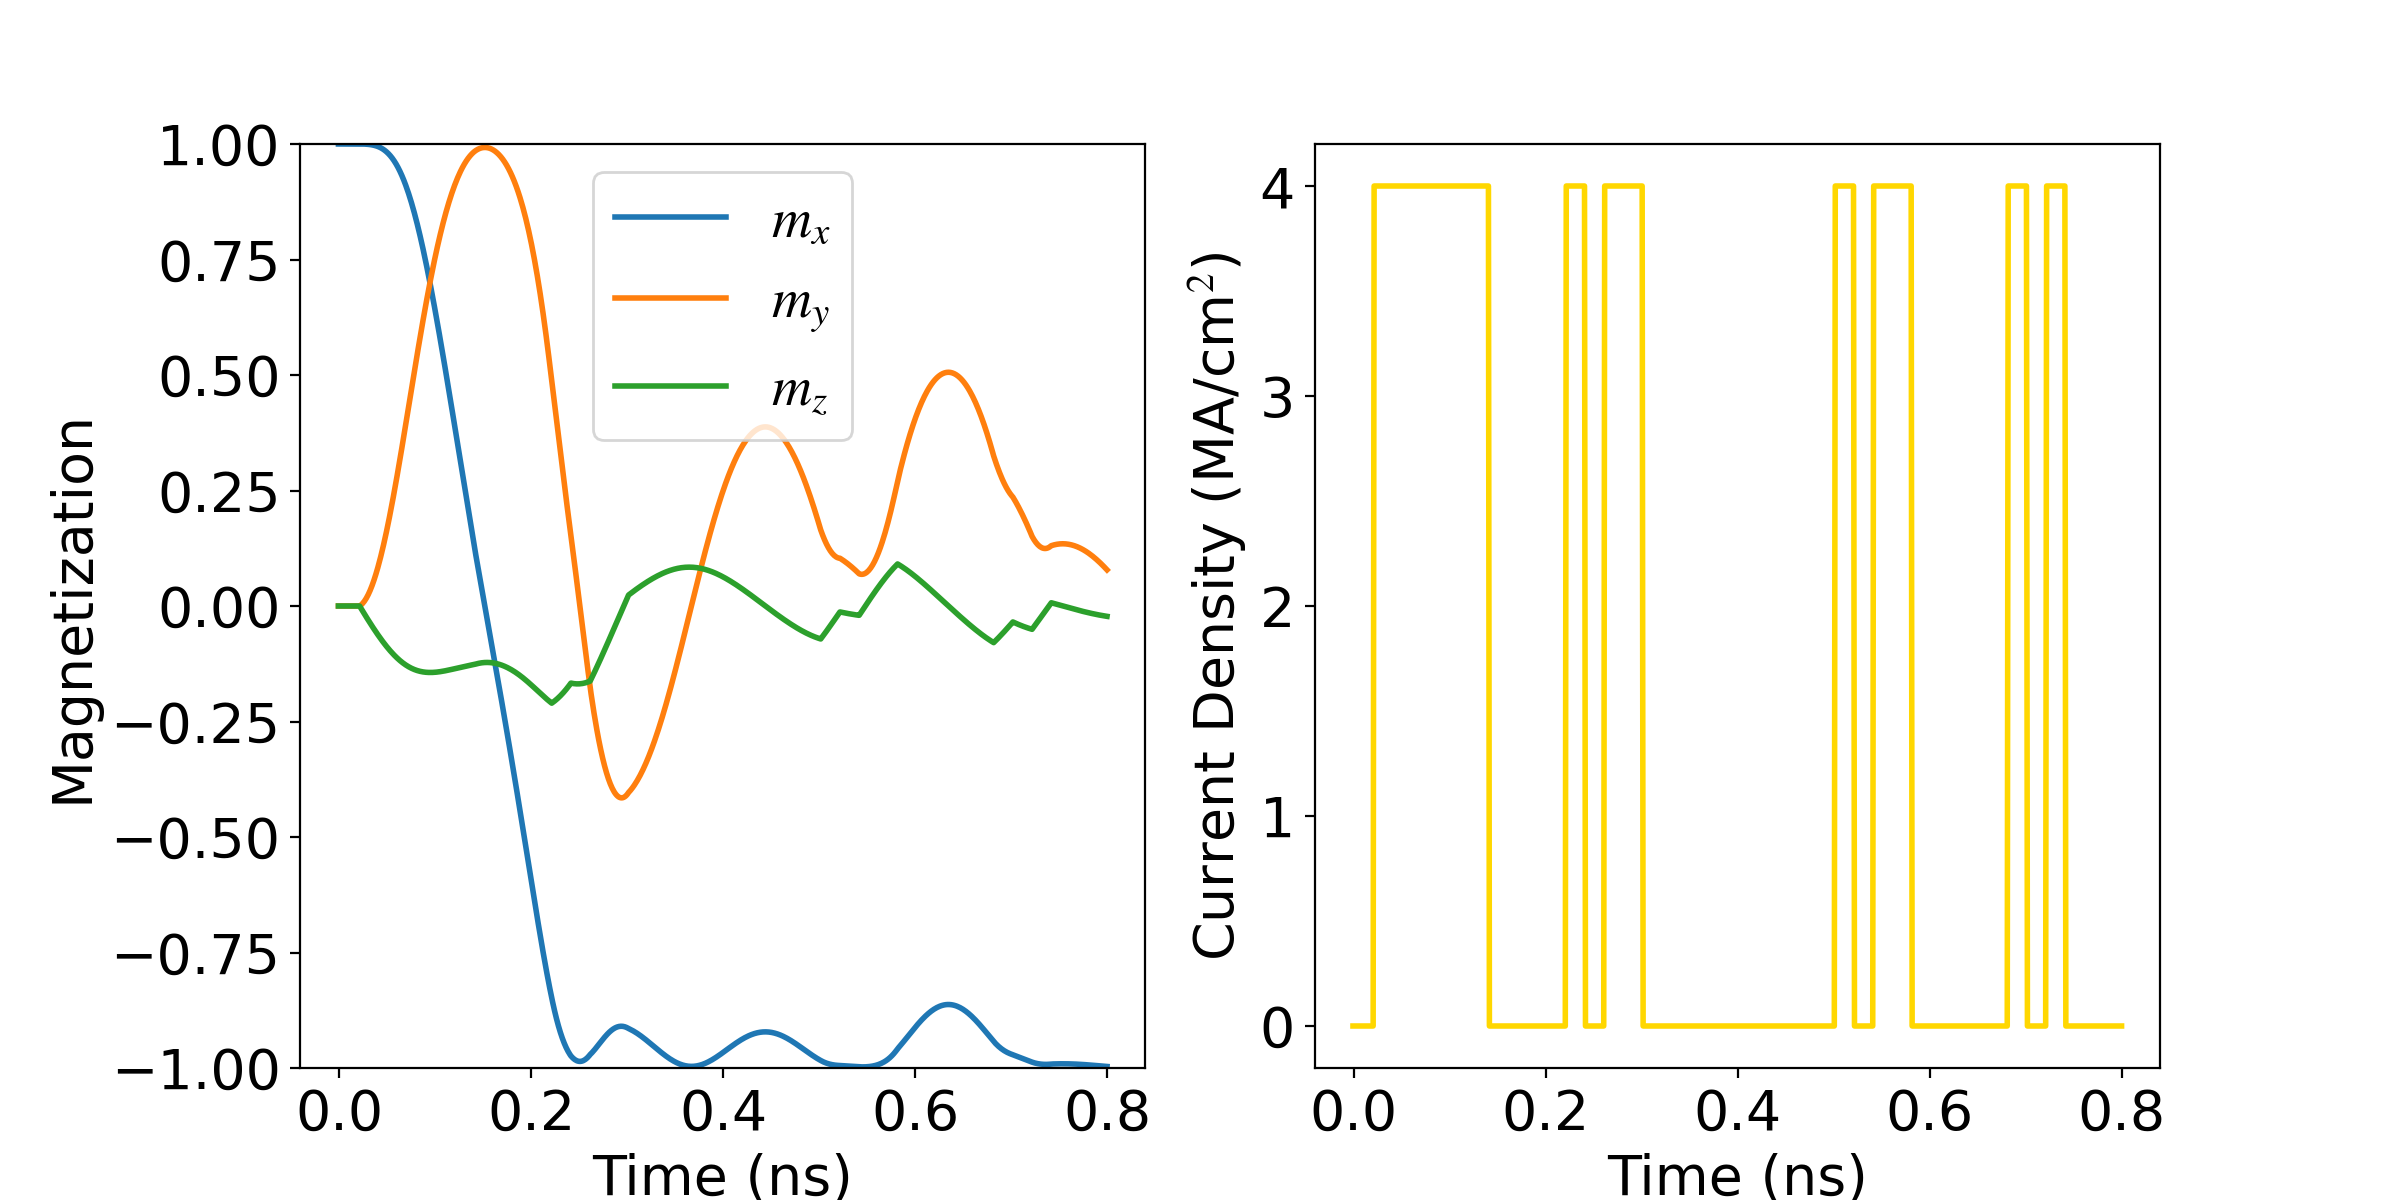 1.00
0.75
0.50
0.25
0.00
−0.25
−0.50
−0.75
−1.00
Magnetization
0.0 0.2 0.4 0.6 0.8
Time (ns)
m_x
m_y
m_z
4
3
2
1
0
Current Density (MA/cm²)
0.0 0.2 0.4 0.6 0.8
Time (ns)